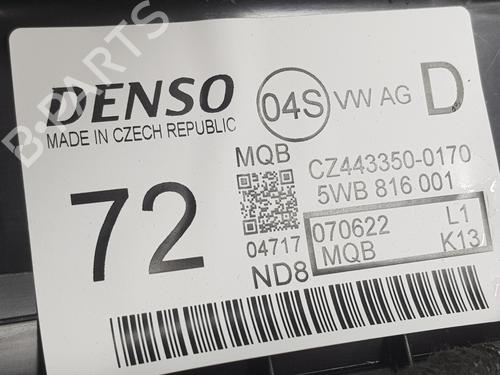 DENSO
MADE IN CZECH REPUBLIC
04S
VW AG
D
72
MQB
04717
ND8
CZ443350-0170
5WB 816 001
070622 L1
MQB K13
B-PARTS